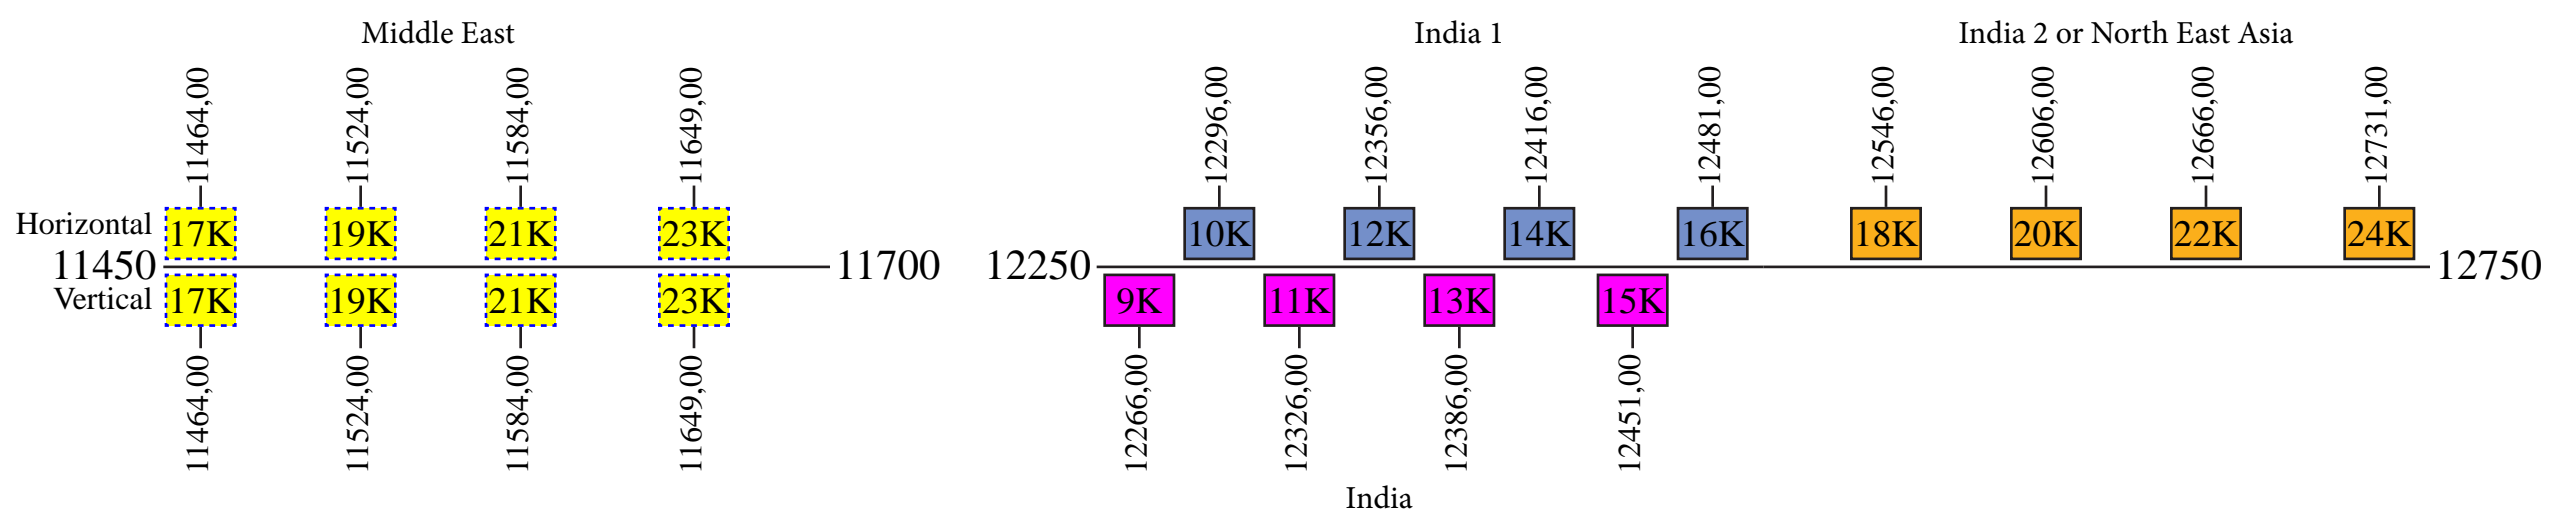 Middle East
India 1
India 2 or North East Asia
11464,00 11524,00 11584,00 11649,00 12296,00 12356,00 12416,00 12481,00 12546,00 12606,00 12666,00 12731,00
Horizontal 17K 19K 21K 23K 10K 12K 14K 16K 18K 20K 22K 24K
11450 11700 12250 12750
Vertical 17K 19K 21K 23K 9K 11K 13K 15K
11464,00 11524,00 11584,00 11649,00 12266,00 12326,00 12386,00 12451,00
India